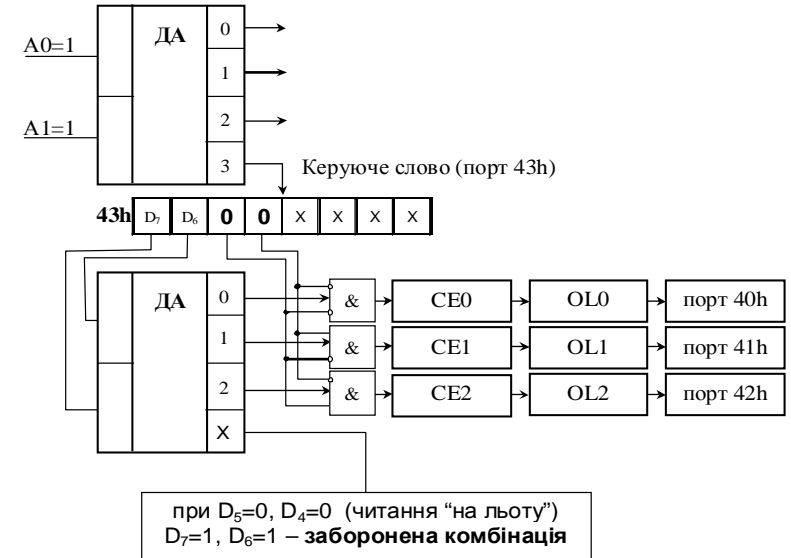 ДА
0
A0=1
1
2
A1=1
3
Керуюче слово (порт 43h)
43h D₇ D₆ 0 0 X X X X
ДА
0 & CE0 OL0 порт 40h
1 & CE1 OL1 порт 41h
2 & CE2 OL2 порт 42h
X
при D₅=0, D₄=0 (читання “на льоту”)
D₇=1, D₆=1 – заборонена комбінація